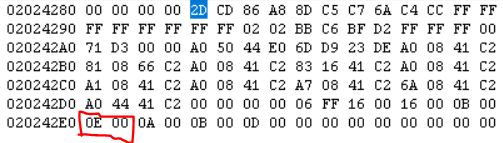 02024280 00 00 00 00 2D CD 86 A8 8D C5 C7 6A C4 CC FF FF
02024290 FF FF FF FF FF FF 02 02 BB C6 BF D2 FF FF FF 00
020242A0 71 D3 00 00 A0 50 44 E0 6D D9 23 DE A0 08 41 C2
020242B0 81 08 66 C2 A0 08 41 C2 83 16 41 C2 A0 08 41 C2
020242C0 A1 08 41 C2 A0 08 41 C2 A7 08 41 C2 6A 08 41 C2
020242D0 A0 44 41 C2 00 00 00 00 06 FF 16 00 16 00 0B 00
020242E0 0E 00 0A 00 0B 00 0D 00 00 00 00 00 00 00 00 00